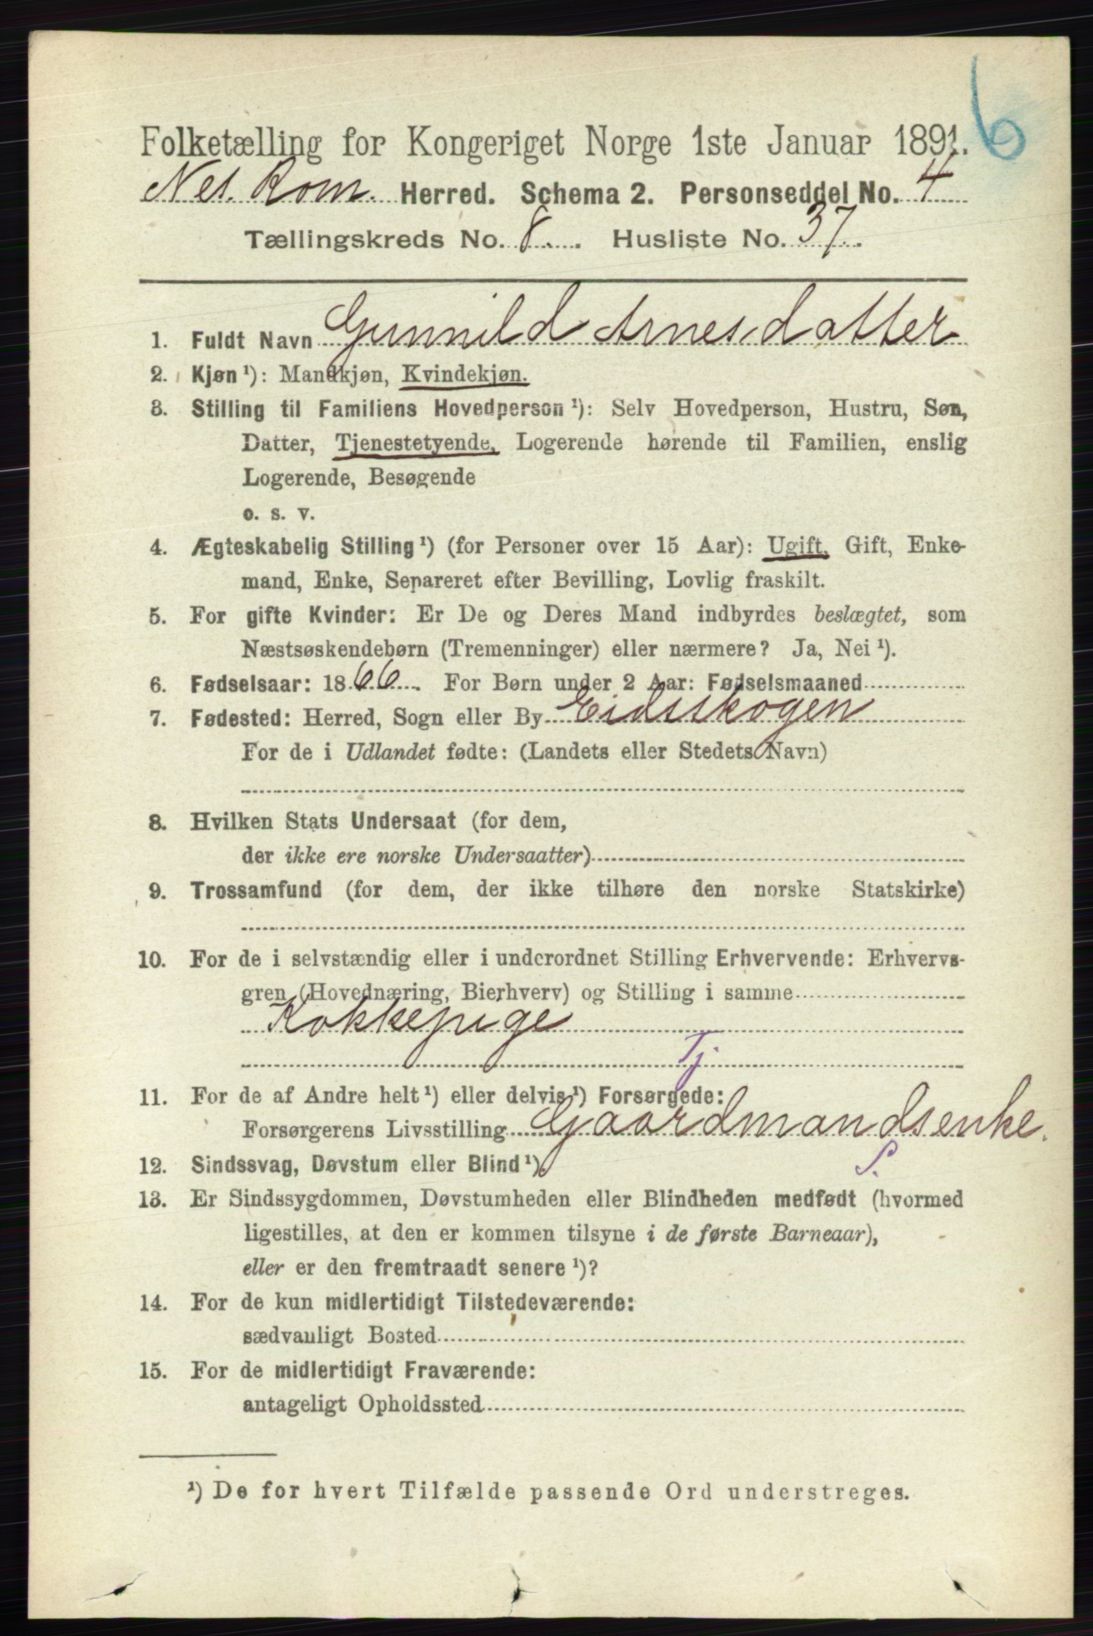 6
Folketælling for Kongeriget Norge 1ste Januar 1891.
Nes. Rom. Herred. Schema 2. Personseddel No. 4
Tællingskreds No. 8. Husliste No. 37.
1. Fuldt Navn Gunnild Arnesdatter
2. Kjøn ¹): Mandkjøn, Kvindekjøn.
3. Stilling til Familiens Hovedperson ¹): Selv Hovedperson, Hustru, Søn,
Datter, Tjenestetyende, Logerende hørende til Familien, enslig
Logerende, Besøgende
o. s. v.
4. Ægteskabelig Stilling ¹) (for Personer over 15 Aar): Ugift, Gift, Enke-
mand, Enke, Separeret efter Bevilling, Lovlig fraskilt.
5. For gifte Kvinder: Er De og Deres Mand indbyrdes beslægtet, som
Næstsøskendebørn (Tremenninger) eller nærmere? Ja, Nei ¹).
6. Fødselsaar: 1866. For Børn under 2 Aar: Fødselsmaaned
7. Fødested: Herred, Sogn eller By Eidsskogen
For de i Udlandet fødte: (Landets eller Stedets Navn)
8. Hvilken Stats Undersaat (for dem,
der ikke ere norske Undersaatter)
9. Trossamfund (for dem, der ikke tilhøre den norske Statskirke)
10. For de i selvstændig eller i underordnet Stilling Erhvervende: Erhvervs-
gren (Hovednæring, Bierhverv) og Stilling i samme
Kokkepige
Tj.
11. For de af Andre helt ¹) eller delvis ¹) Forsørgede:
Forsørgerens Livsstilling Gaardmandsenke.
12. Sindssvag, Døvstum eller Blind ¹). S.
13. Er Sindssygdommen, Døvstumheden eller Blindheden medfødt (hvormed
ligestilles, at den er kommen tilsyne i de første Barneaar),
eller er den fremtraadt senere ¹)?
14. For de kun midlertidigt Tilstedeværende:
sædvanligt Bosted
15. For de midlertidigt Fraværende:
antageligt Opholdssted
¹) De for hvert Tilfælde passende Ord understreges.